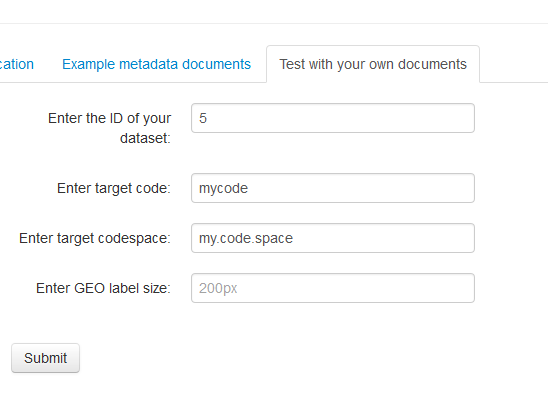 cation Example metadata documents Test with your own documents
Enter the ID of your
dataset: 5
Enter target code: mycode
Enter target codespace: my.code.space
Enter GEO label size: 200px
Submit